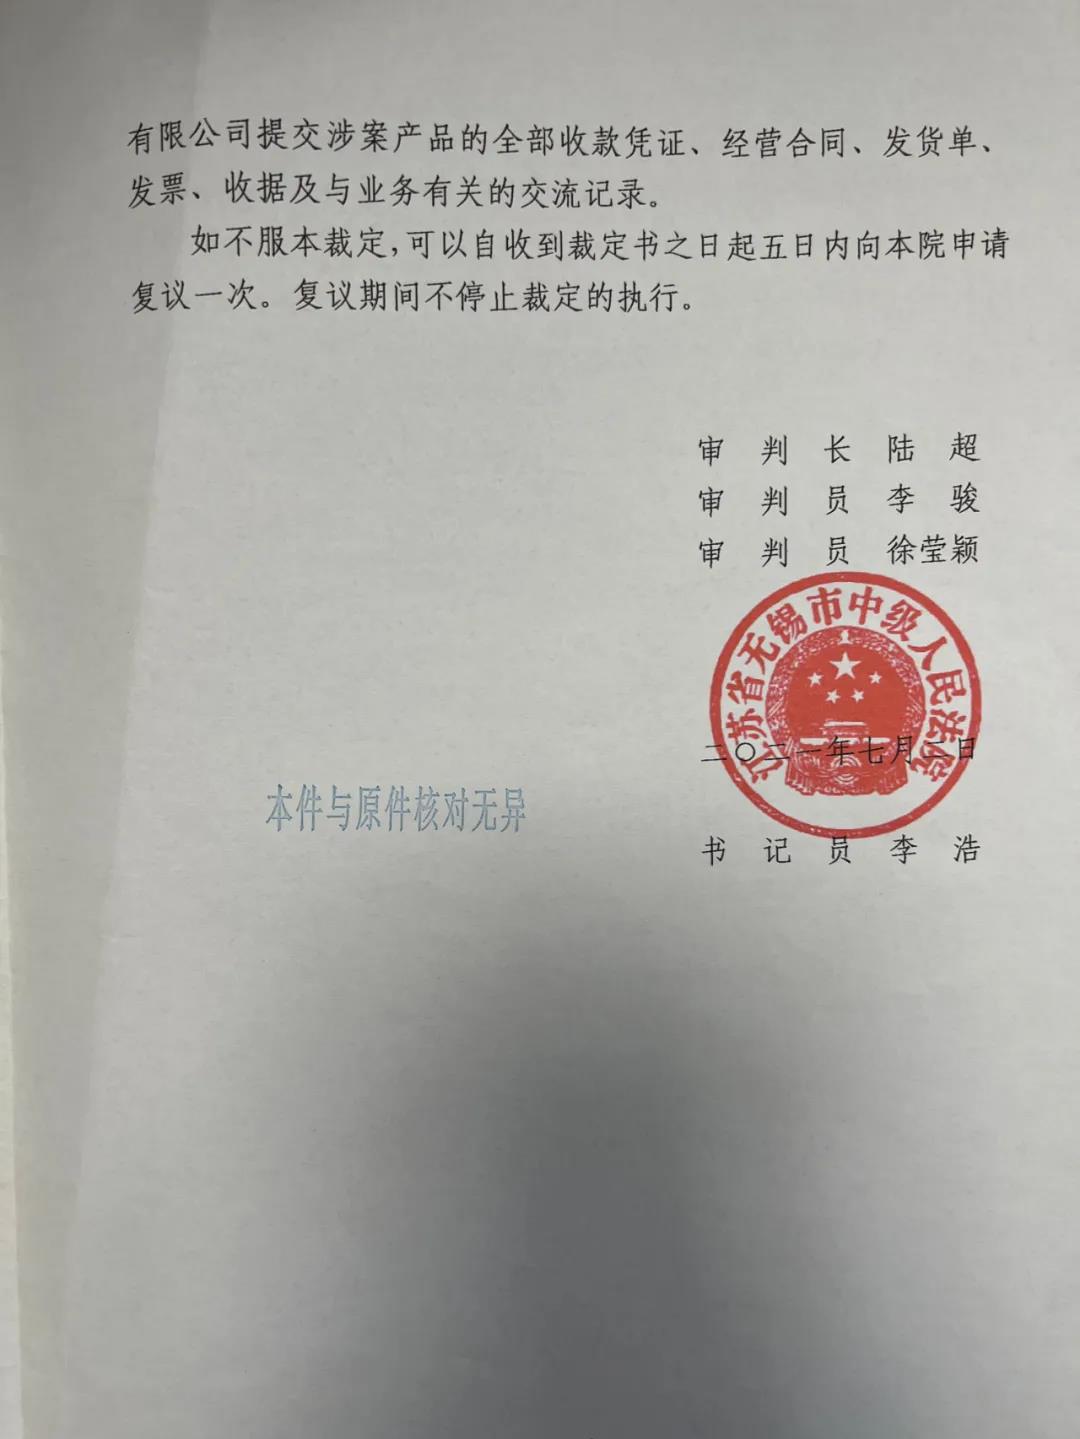 有限公司提交涉案产品的全部收款凭证、经营合同、发货单、
发票、收据及与业务有关的交流记录。
如不服本裁定,可以自收到裁定书之日起五日内向本院申请
复议一次。复议期间不停止裁定的执行。
审判长陆超
审判员李骏
审判员徐莹颖
江苏省无锡市中级人民法院
二〇二一年七月二日
本件与原件核对无异
书记员李浩